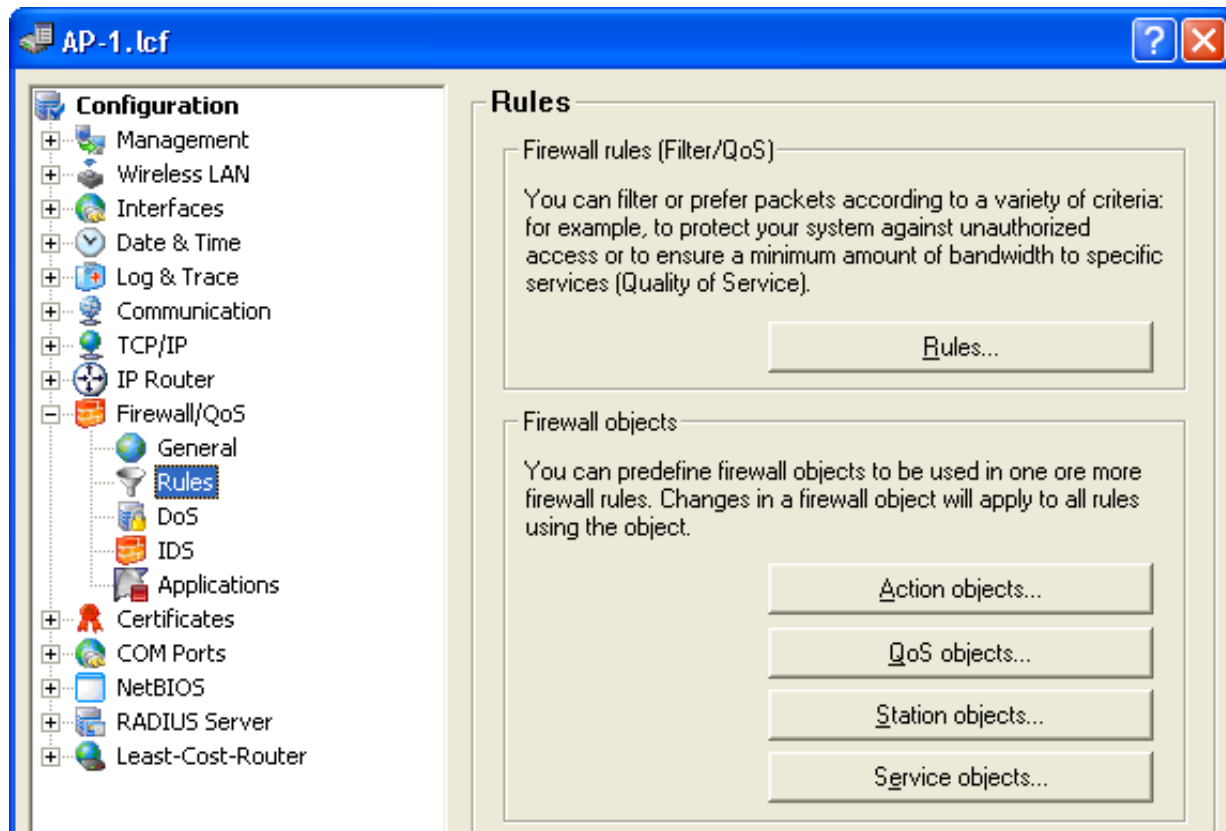 AP-1.lcf
Configuration
Management
Wireless LAN
Interfaces
Date & Time
Log & Trace
Communication
TCP/IP
IP Router
Firewall/QoS
General
Rules
DoS
IDS
Applications
Certificates
COM Ports
NetBIOS
RADIUS Server
Least-Cost-Router
Rules
Firewall rules (Filter/QoS)
You can filter or prefer packets according to a variety of criteria:
for example, to protect your system against unauthorized
access or to ensure a minimum amount of bandwidth to specific
services (Quality of Service).
Rules...
Firewall objects
You can predefine firewall objects to be used in one ore more
firewall rules. Changes in a firewall object will apply to all rules
using the object.
Action objects...
QoS objects...
Station objects...
Service objects...